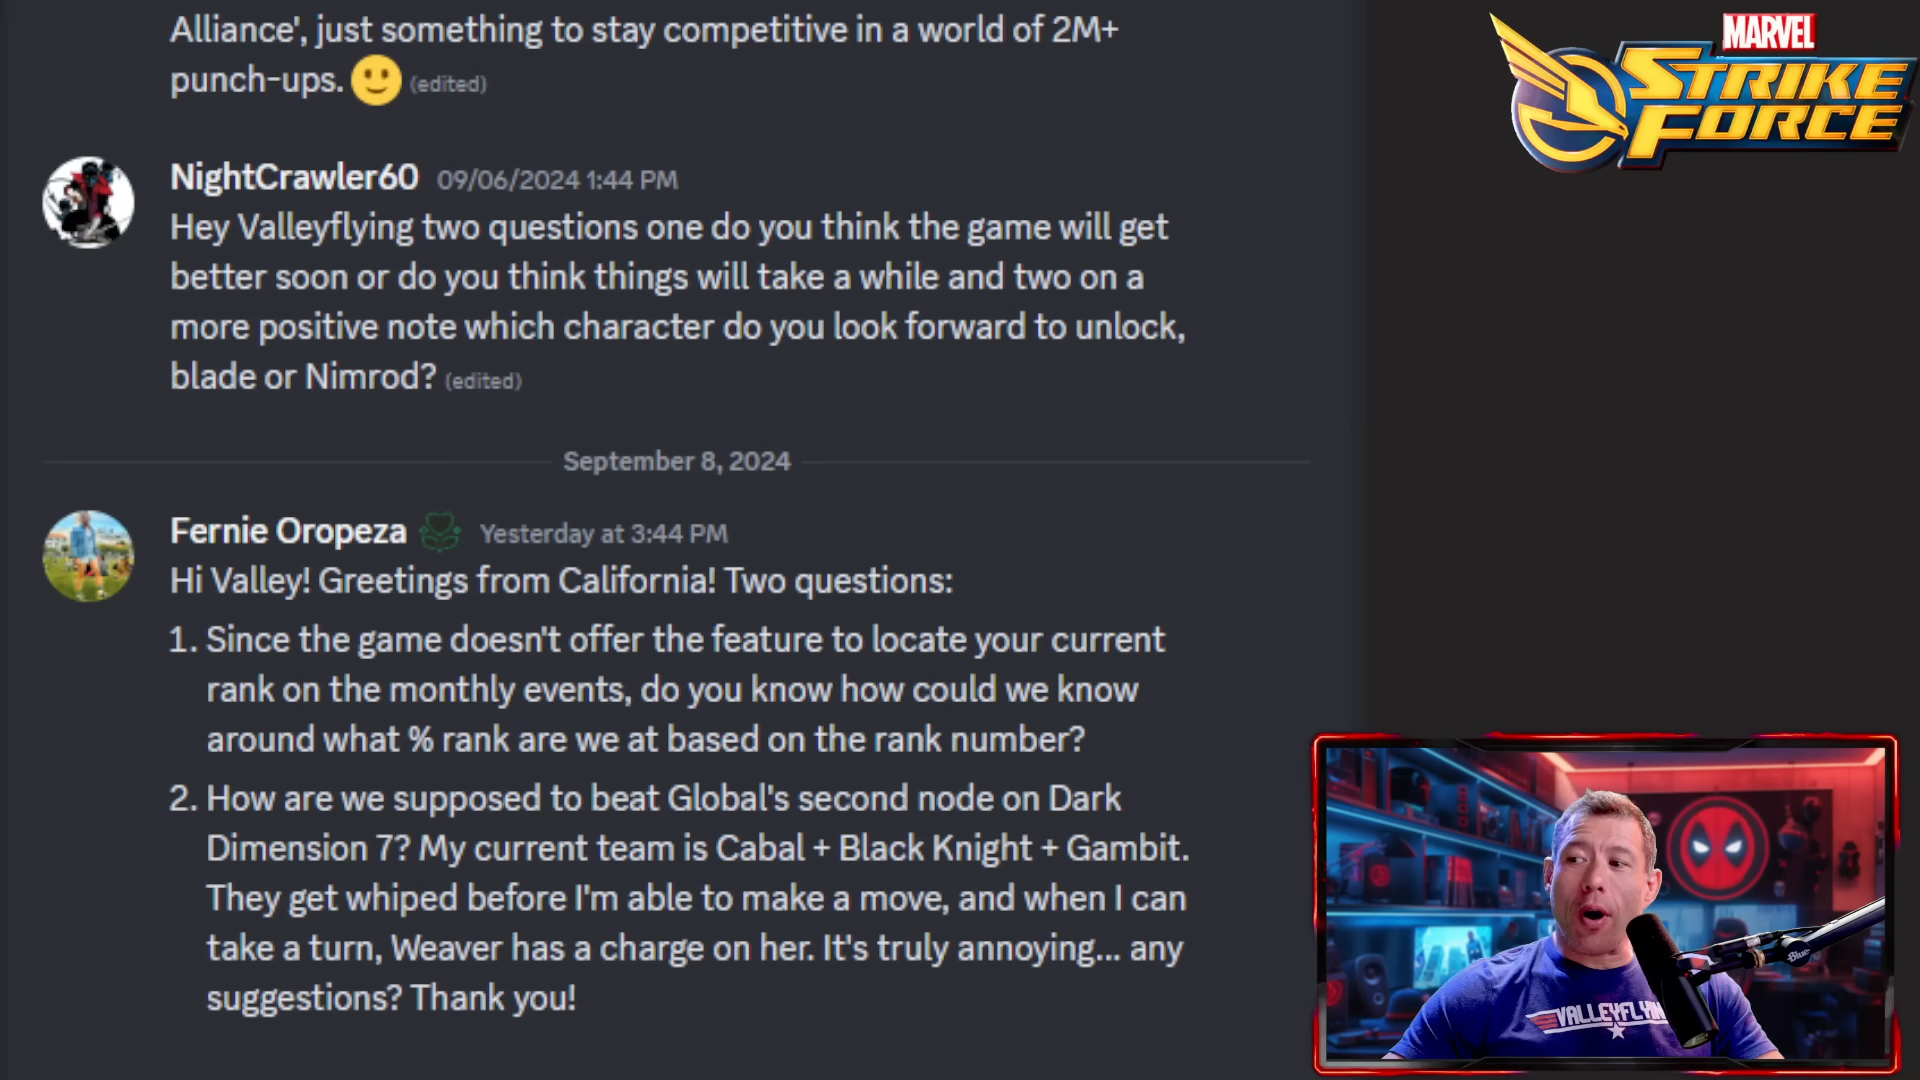 Alliance', just something to stay competitive in a world of 2M+
punch-ups. (edited)
NightCrawler60 09/06/2024 1:44 PM
Hey Valleyflying two questions one do you think the game will get
better soon or do you think things will take a while and two on a
more positive note which character do you look forward to unlock,
blade or Nimrod? (edited)
September 8, 2024
Fernie Oropeza Yesterday at 3:44 PM
Hi Valley! Greetings from California! Two questions:
1. Since the game doesn't offer the feature to locate your current
rank on the monthly events, do you know how could we know
around what % rank are we at based on the rank number?
2. How are we supposed to beat Global's second node on Dark
Dimension 7? My current team is Cabal + Black Knight + Gambit.
They get whiped before I'm able to make a move, and when I can
take a turn, Weaver has a charge on her. It's truly annoying... any
suggestions? Thank you!
MARVEL
STRIKE
FORCE
VALLEYFLYIN
Blue